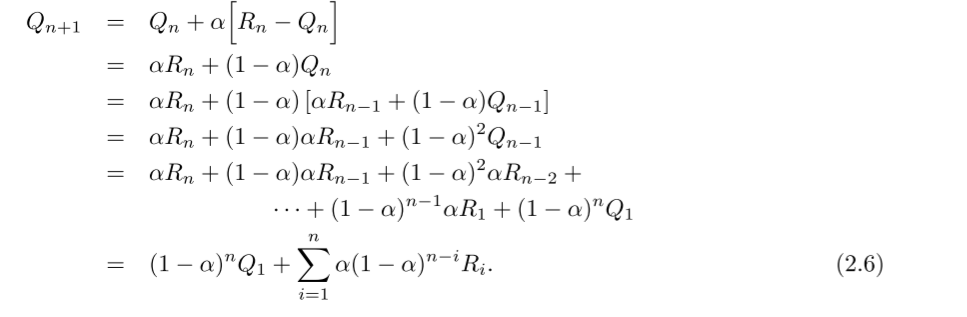 Q_{n+1} = Q_n + α[R_n − Q_n]
= αR_n + (1 − α)Q_n
= αR_n + (1 − α) [αR_{n−1} + (1 − α)Q_{n−1}]
= αR_n + (1 − α)αR_{n−1} + (1 − α)^2 Q_{n−1}
= αR_n + (1 − α)αR_{n−1} + (1 − α)^2 αR_{n−2} +
⋯ + (1 − α)^{n−1} αR_1 + (1 − α)^n Q_1
= (1 − α)^n Q_1 + ∑_{i=1}^{n} α(1 − α)^{n−i} R_i. (2.6)